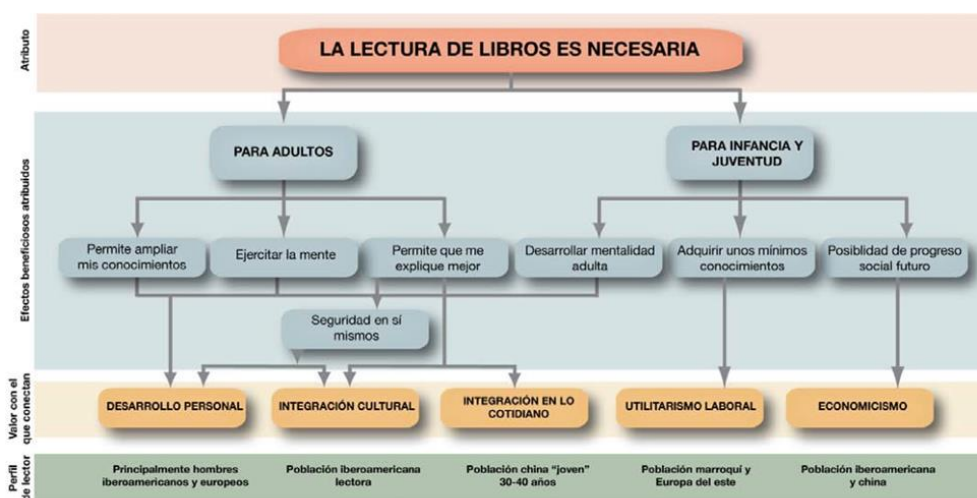 Atributo
LA LECTURA DE LIBROS ES NECESARIA
Efectos beneficiosos atribuidos
PARA ADULTOS
PARA INFANCIA Y
JUVENTUD
Permite ampliar
mis conocimientos
Ejercitar la mente
Permite que me
explique mejor
Desarrollar mentalidad
adulta
Adquirir unos mínimos
conocimientos
Posiblidad de progreso
social futuro
Seguridad en sí
mismos
Valor con el
que conectan
DESARROLLO PERSONAL
INTEGRACIÓN CULTURAL
INTEGRACIÓN EN LO
COTIDIANO
UTILITARISMO LABORAL
ECONOMICISMO
Perfil
de lector
Principalmente hombres
iberoamericanos y europeos
Población iberoamericana
lectora
Población china “joven”
30-40 años
Población marroquí y
Europa del este
Población iberoamericana
y china